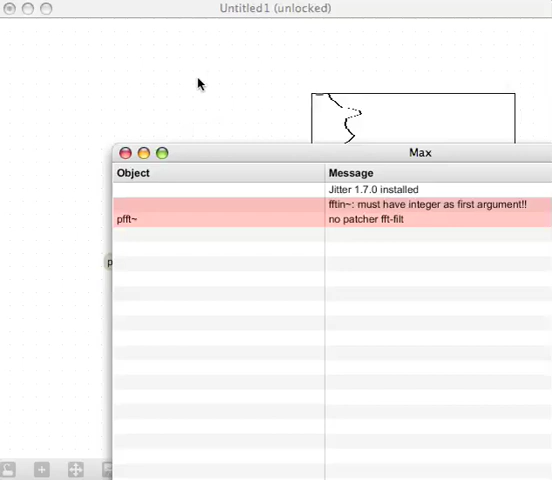 Untitled1 (unlocked)
Max
Object Message
Jitter 1.7.0 installed
fftin~: must have integer as first argument!!
pfft~ no patcher fft-filt
p